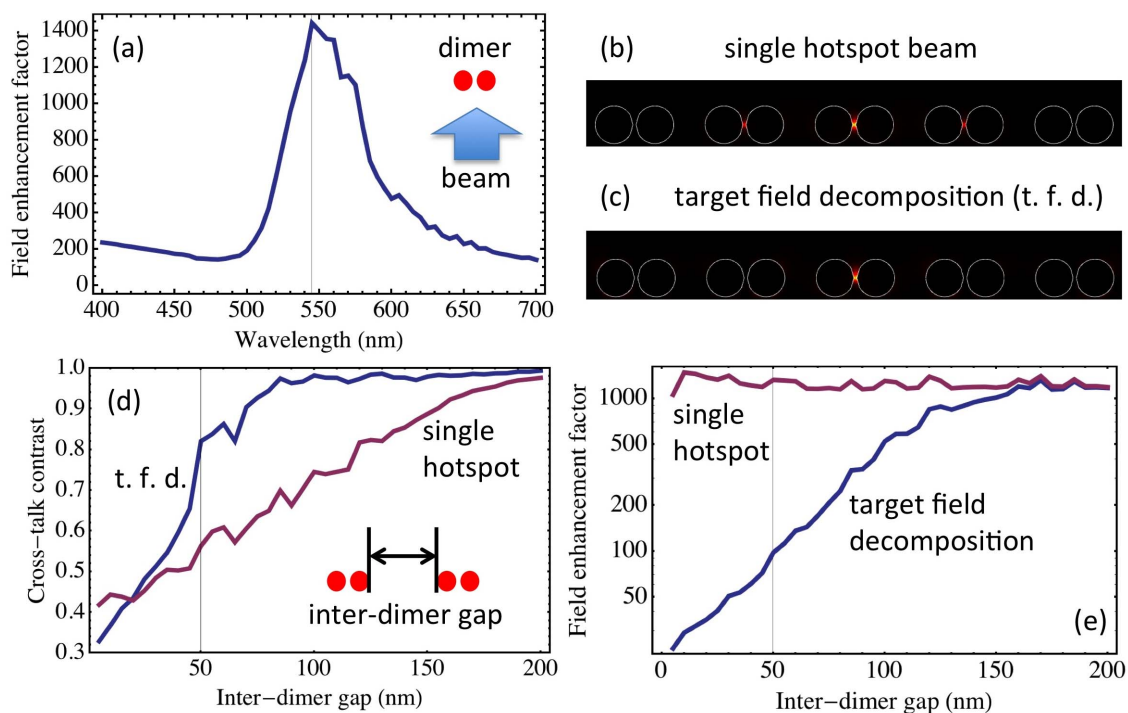 (a)
dimer
beam
1400
1200
1000
800
600
400
200
0
Field enhancement factor
400 450 500 550 600 650 700
Wavelength (nm)
(b) single hotspot beam
(c) target field decomposition (t. f. d.)
(d)
t. f. d.
single
hotspot
inter-dimer gap
1.0
0.9
0.8
0.7
0.6
0.5
0.4
0.3
Cross-talk contrast
50 100 150 200
Inter-dimer gap (nm)
single
hotspot
target field
decomposition
(e)
1000
500
200
100
50
Field enhancement factor
0 50 100 150 200
Inter-dimer gap (nm)